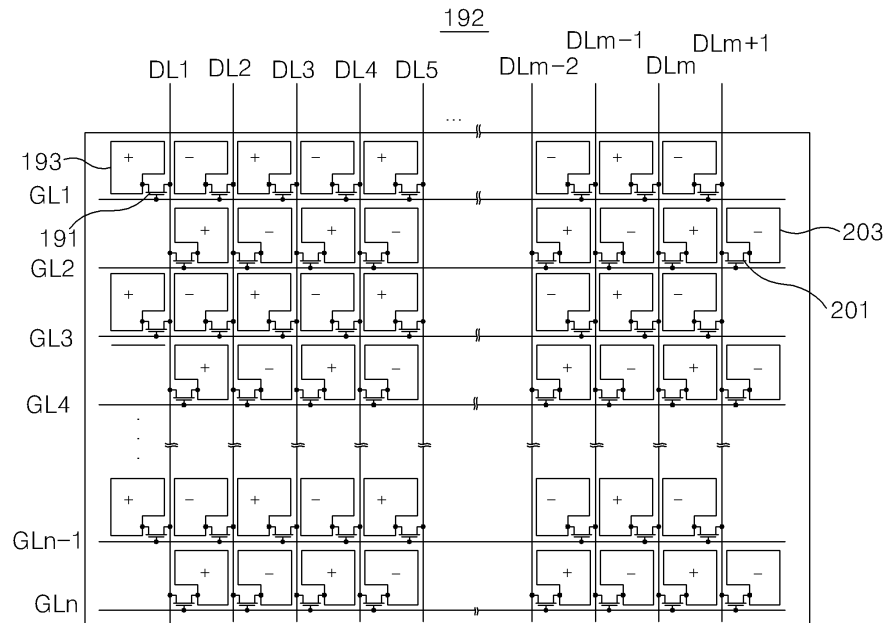 192
DLm-1 DLm+1
DL1 DL2 DL3 DL4 DL5 DLm-2 DLm
...
193 + - + - + - + -
GL1
191 + - + - + - + - 203
GL2
201
+ - + - + - + -
GL3
+ - + - + - + -
GL4
. . .
+ - + - + - + -
GLn-1
+ - + - + - + -
GLn